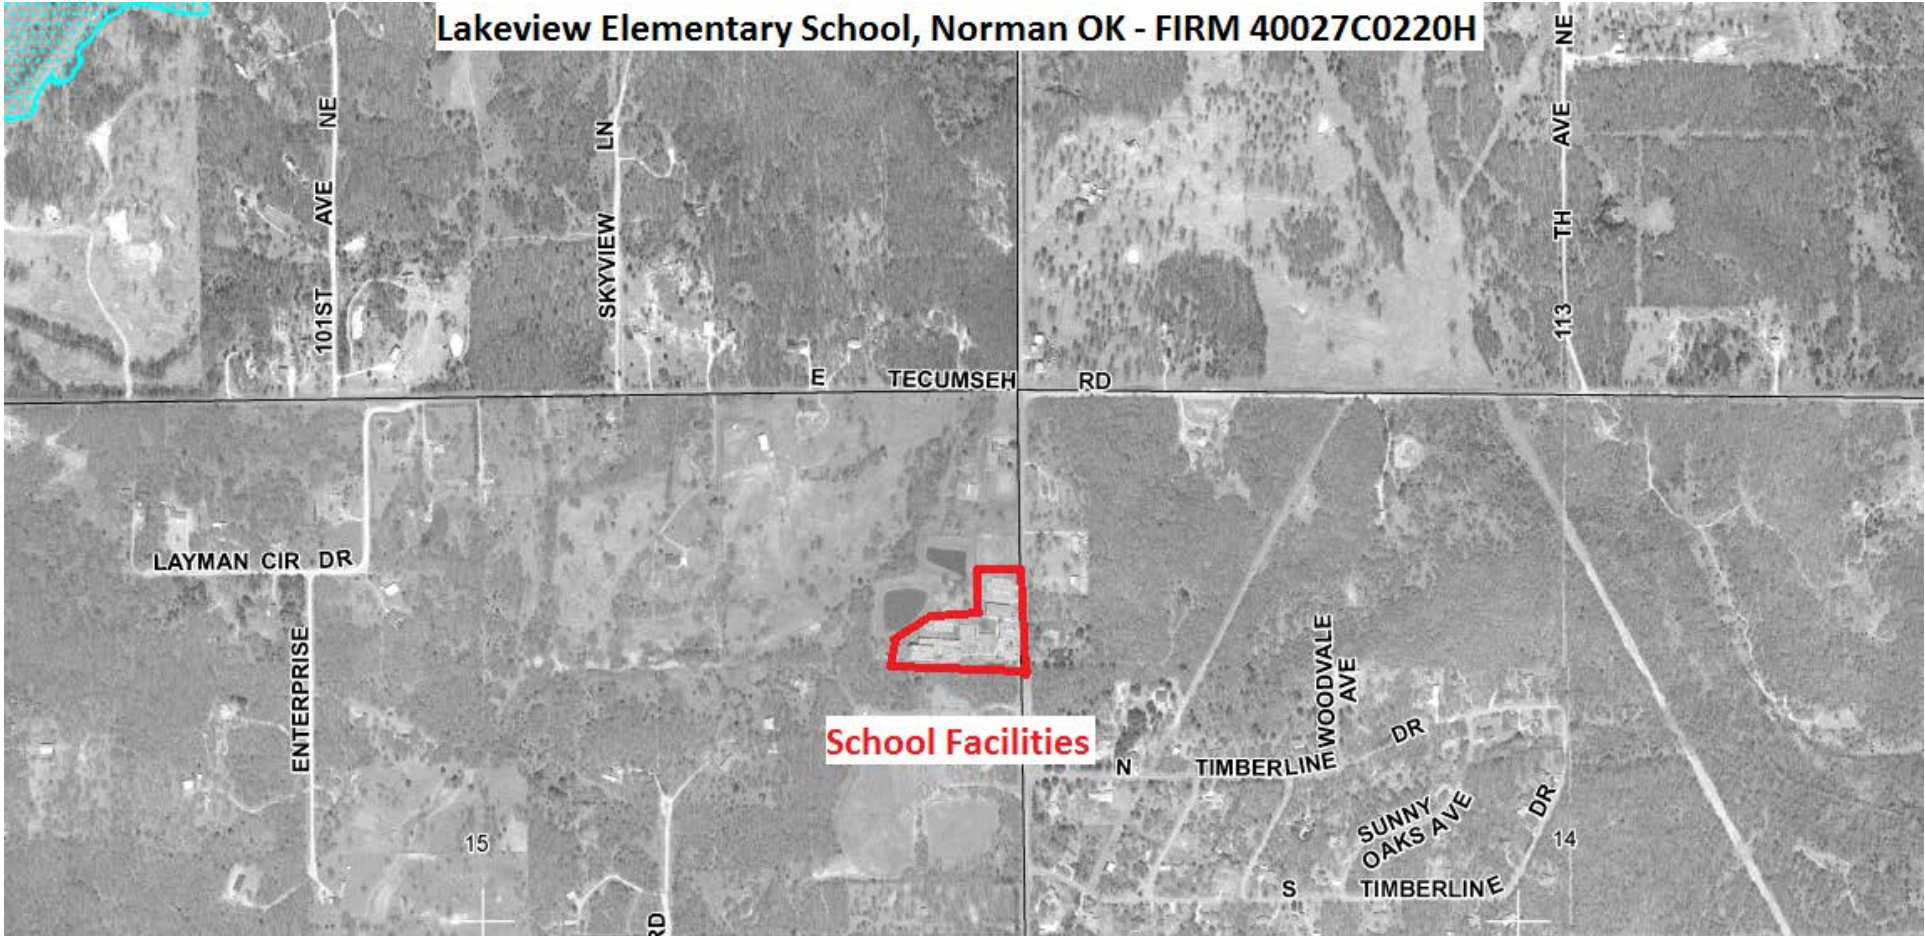 Lakeview Elementary School, Norman OK - FIRM 40027C0220H
101ST AVE NE
SKYVIEW LN
113 TH AVE NE
E TECUMSEH RD
LAYMAN CIR DR
ENTERPRISE
School Facilities
WOODVALE
AVE
N TIMBERLINE DR
SUNNY
OAKS AVE
DR
15
14
S TIMBERLINE
RD